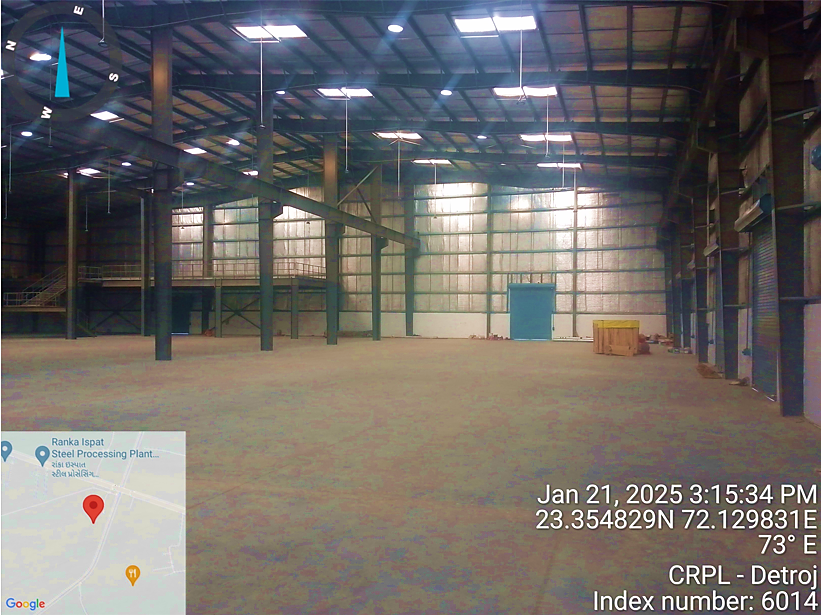 N
E
S
W
Ranka Ispat
Steel Processing Plant...
રાંકા ઇસ્પાત
સ્ટીલ પ્રોસેસિંગ...
Google
Jan 21, 2025 3:15:34 PM
23.354829N 72.129831E
73° E
CRPL - Detroj
Index number: 6014